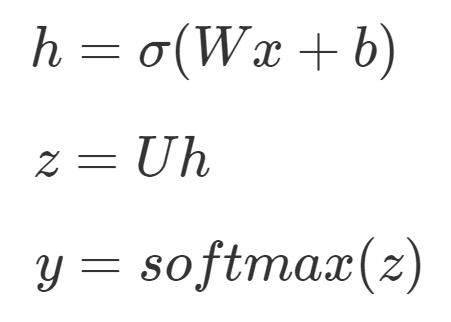 h = σ(Wx + b)
z = Uh
y = softmax(z)